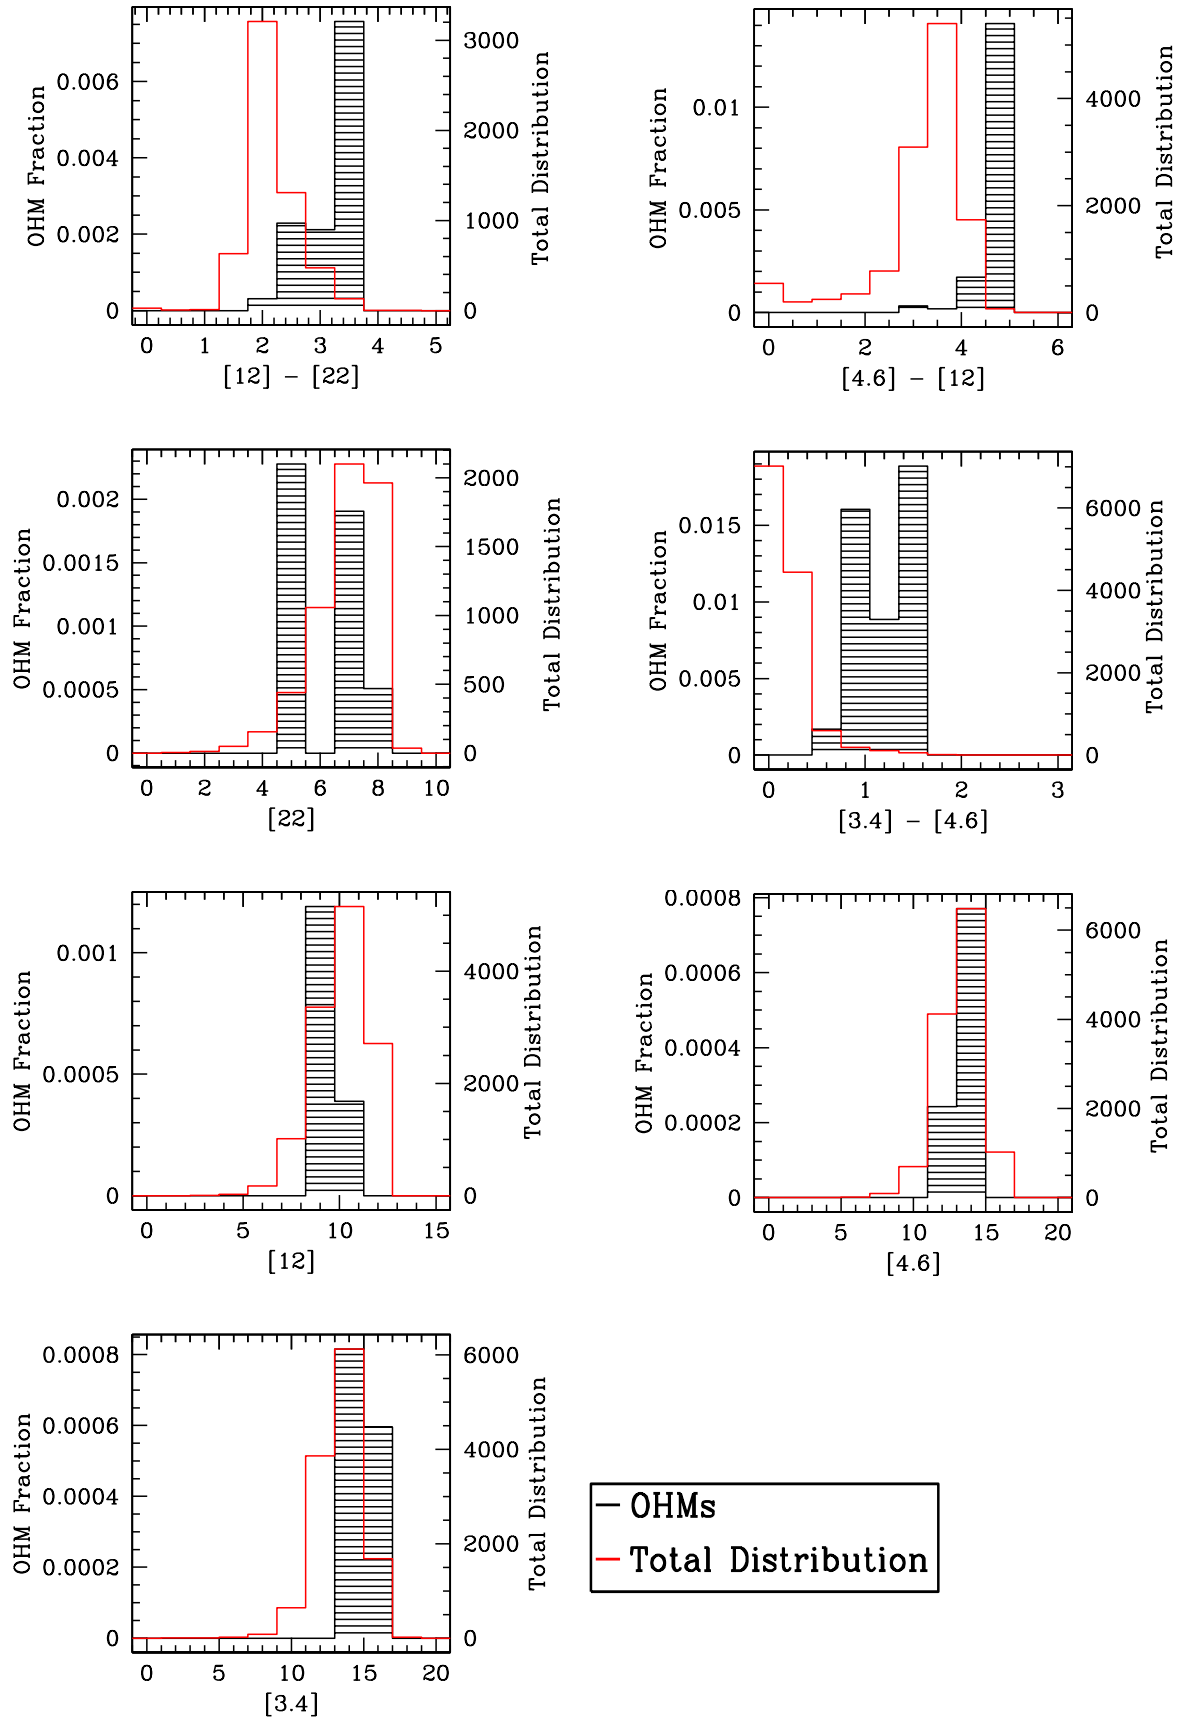 0.006
0.004
0.002
0
OHM Fraction
3000
2000
1000
0
Total Distribution
0 1 2 3 4 5
[12] − [22]
0.01
0.005
0
OHM Fraction
4000
2000
0
Total Distribution
0 2 4 6
[4.6] − [12]
0.002
0.0015
0.001
0.0005
0
OHM Fraction
2000
1500
1000
500
0
Total Distribution
0 2 4 6 8 10
[22]
0.015
0.01
0.005
0
OHM Fraction
6000
4000
2000
0
Total Distribution
0 1 2 3
[3.4] − [4.6]
0.001
0.0005
0
OHM Fraction
4000
2000
0
Total Distribution
0 5 10 15
[12]
0.0008
0.0006
0.0004
0.0002
0
OHM Fraction
6000
4000
2000
0
Total Distribution
0 5 10 15 20
[4.6]
0.0008
0.0006
0.0004
0.0002
0
OHM Fraction
6000
4000
2000
0
Total Distribution
0 5 10 15 20
[3.4]
OHMs
Total Distribution